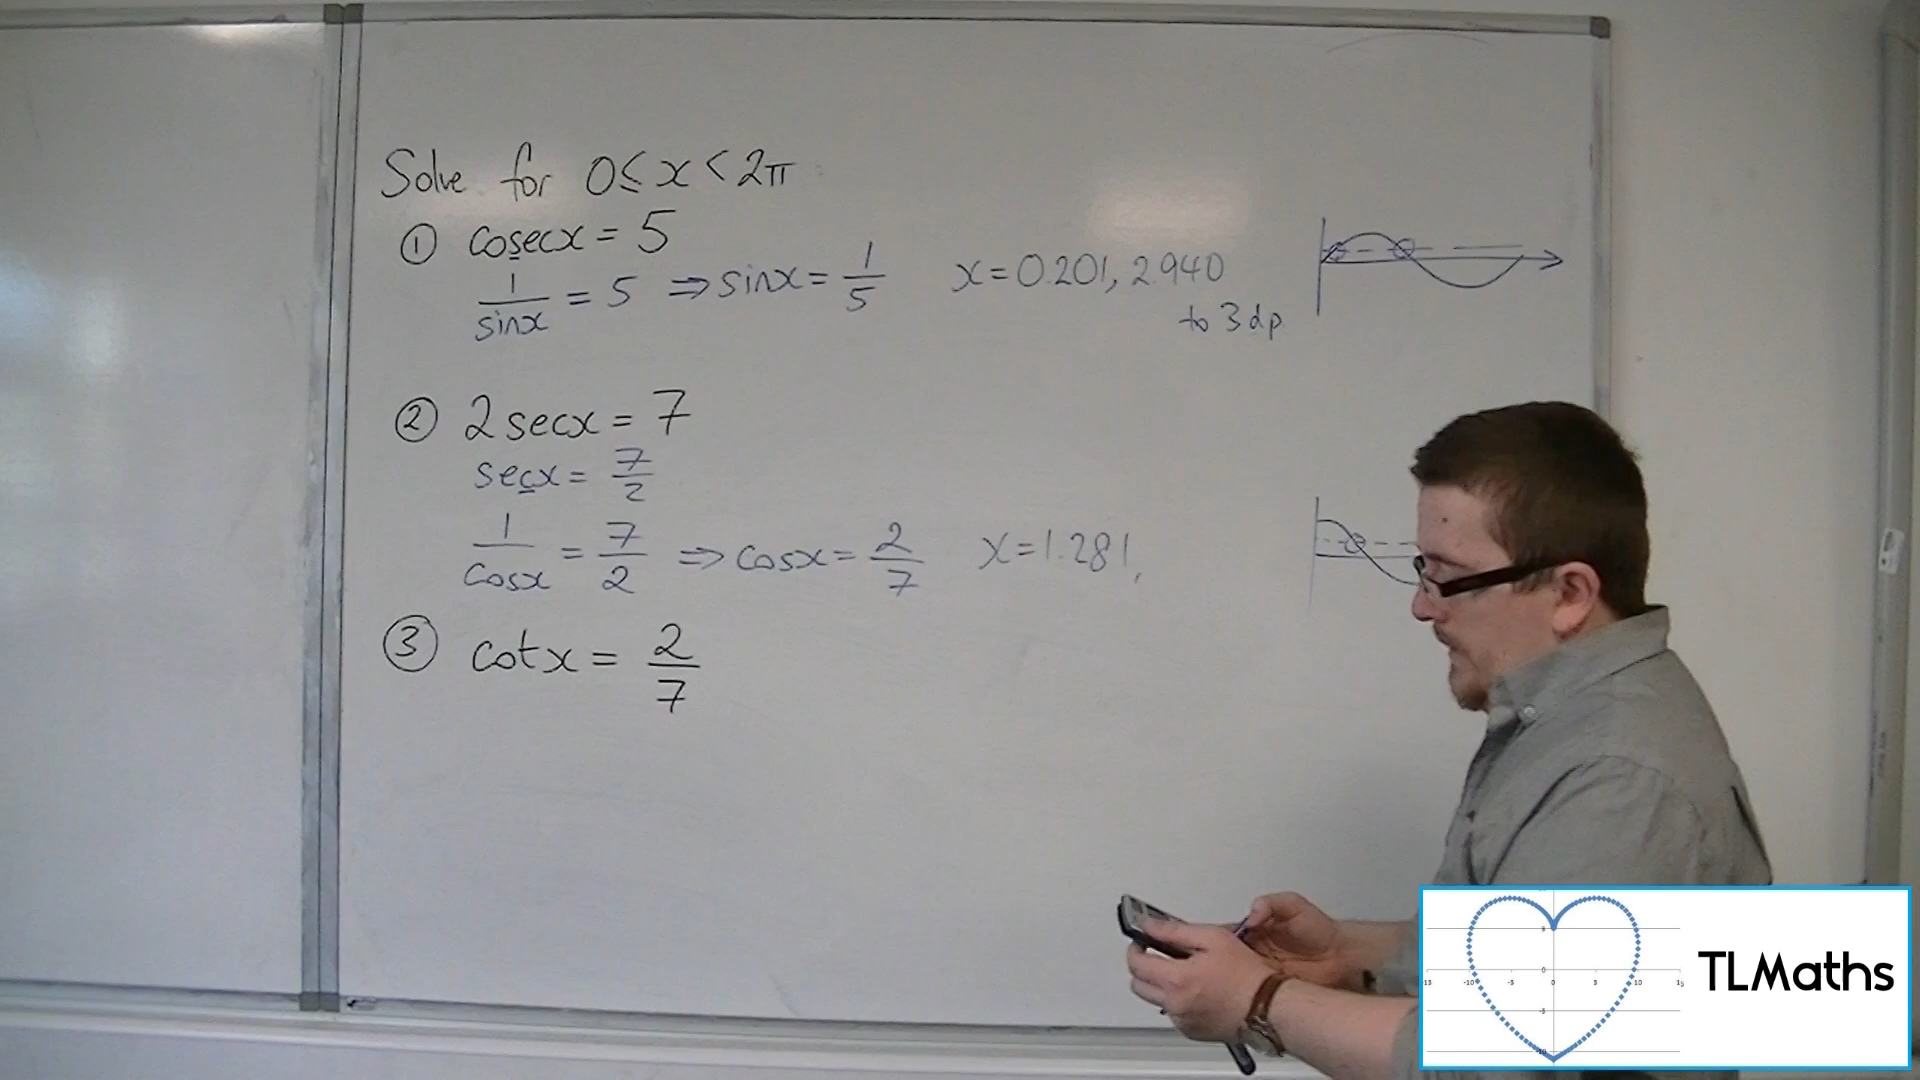 Solve for 0 ≤ x < 2π
① cosecx = 5
1/sinx = 5 ⇒ sinx = 1/5 x = 0.201, 2.940
to 3dp
② 2secx = 7
secx = 7/2
1/cosx = 7/2 ⇒ cosx = 2/7 x = 1.281,
③ cotx = 2/7
TLMaths